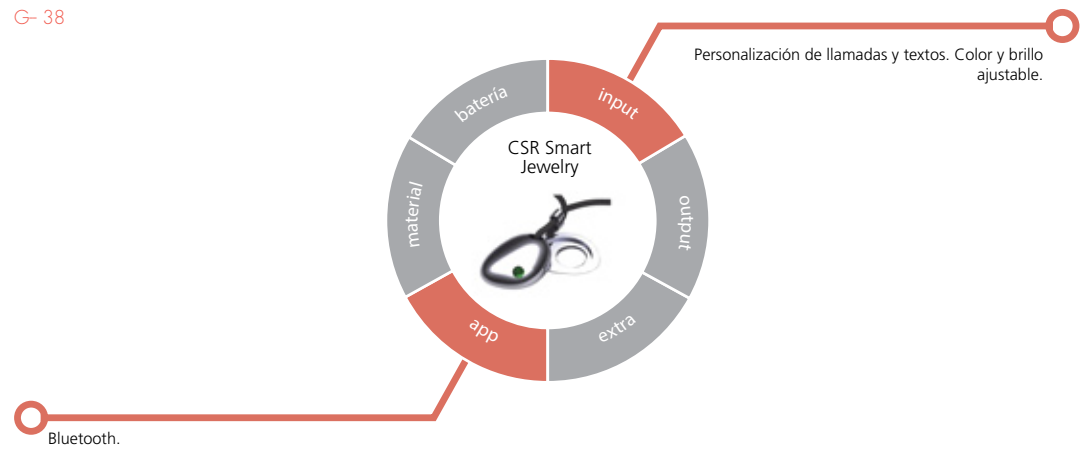 G– 38
Personalización de llamadas y textos. Color y brillo
ajustable.
batería
input
CSR Smart
Jewelry
material
output
app
extra
Bluetooth.